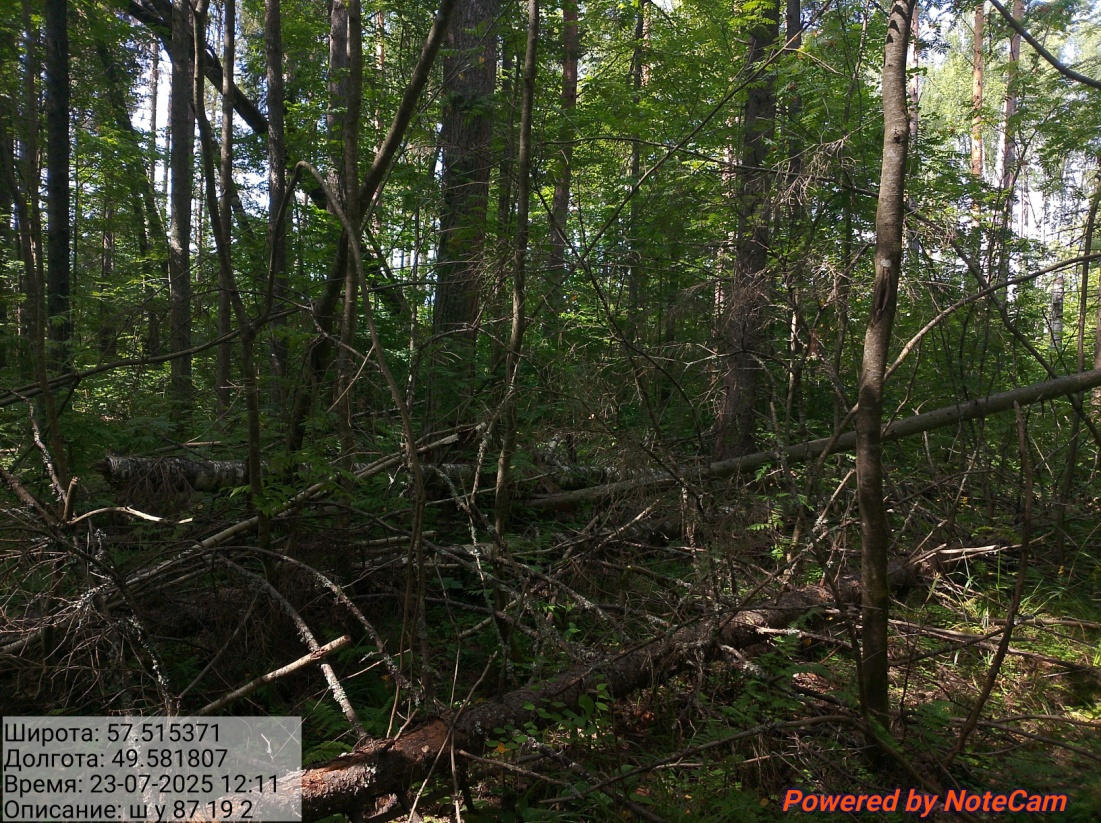 Широта: 57.515371
Долгота: 49.581807
Время: 23-07-2025 12:11
Описание: ш у 87 19 2
Powered by NoteCam